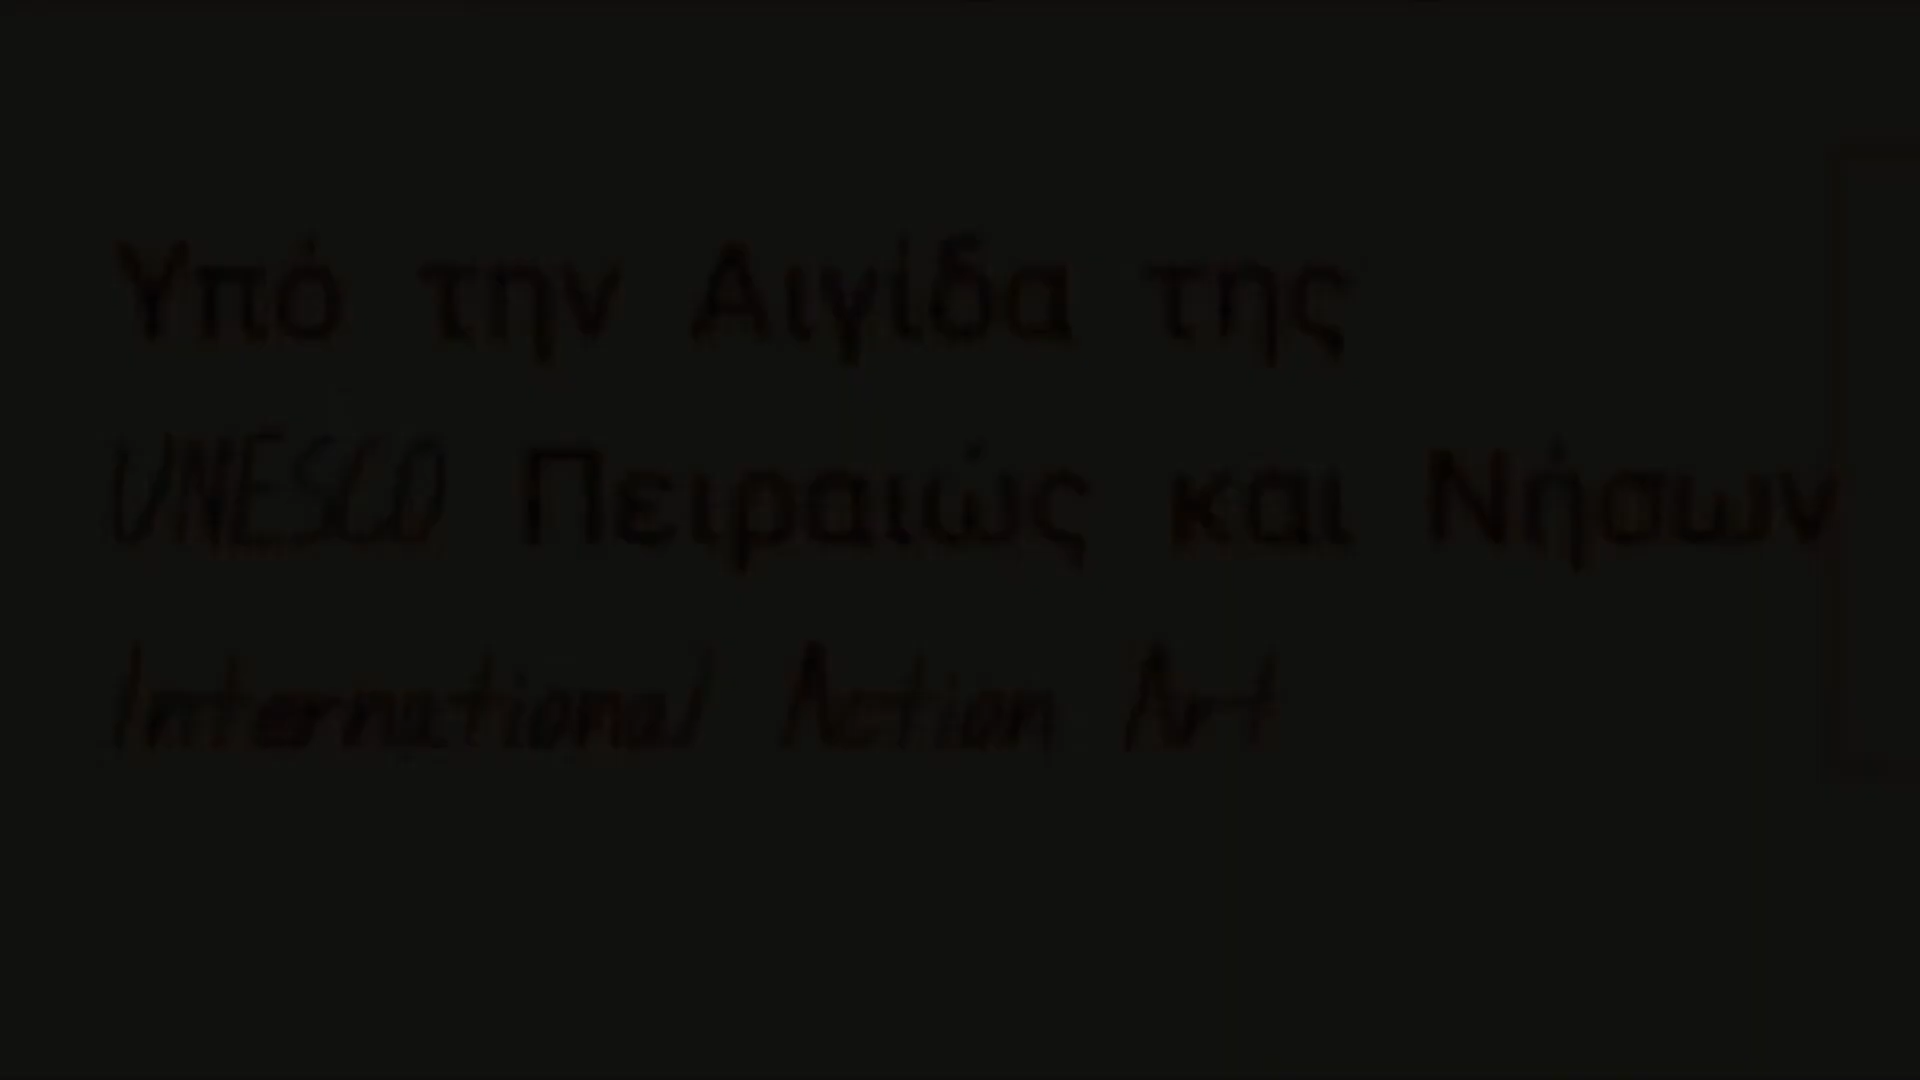 Υπό την Αιγίδα της
UNESCO Πειραιώς και Νήσων
International Action Art